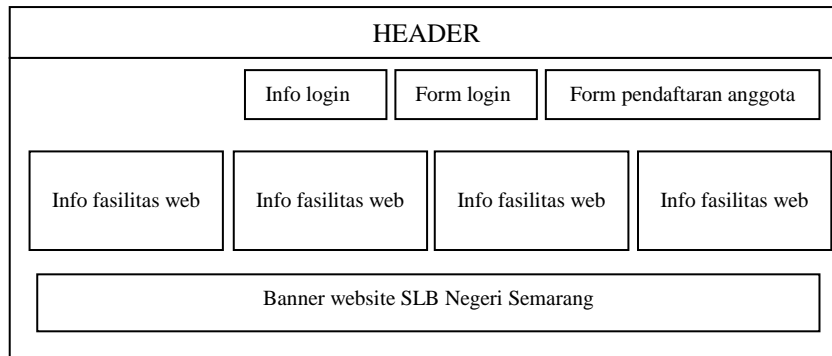 HEADER
Info login
Form login
Form pendaftaran anggota
Info fasilitas web
Info fasilitas web
Info fasilitas web
Info fasilitas web
Banner website SLB Negeri Semarang